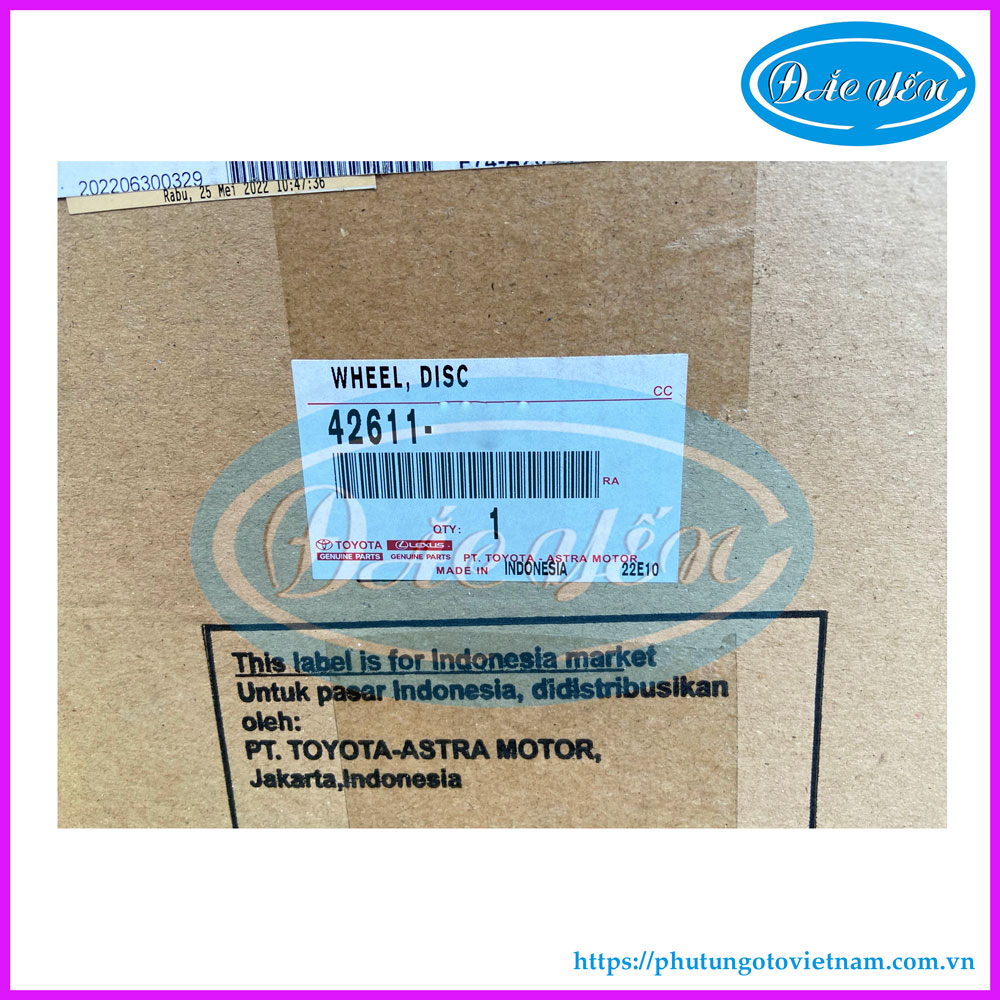 ĐẮC YẾN
202206300329
Rabu, 25 Mei 2022 10:47:36
WHEEL, DISC
CC
42611-
RA
QTY: 1
TOYOTA LEXUS
GENUINE PARTS GENUINE PARTS PT. TOYOTA - ASTRA MOTOR
MADE IN INDONESIA 22E10
ĐẮC YẾN
This label is for Indonesia market
Untuk pasar Indonesia, didistribusikan
oleh:
PT. TOYOTA-ASTRA MOTOR,
Jakarta,Indonesia
https://phutungotovietnam.com.vn